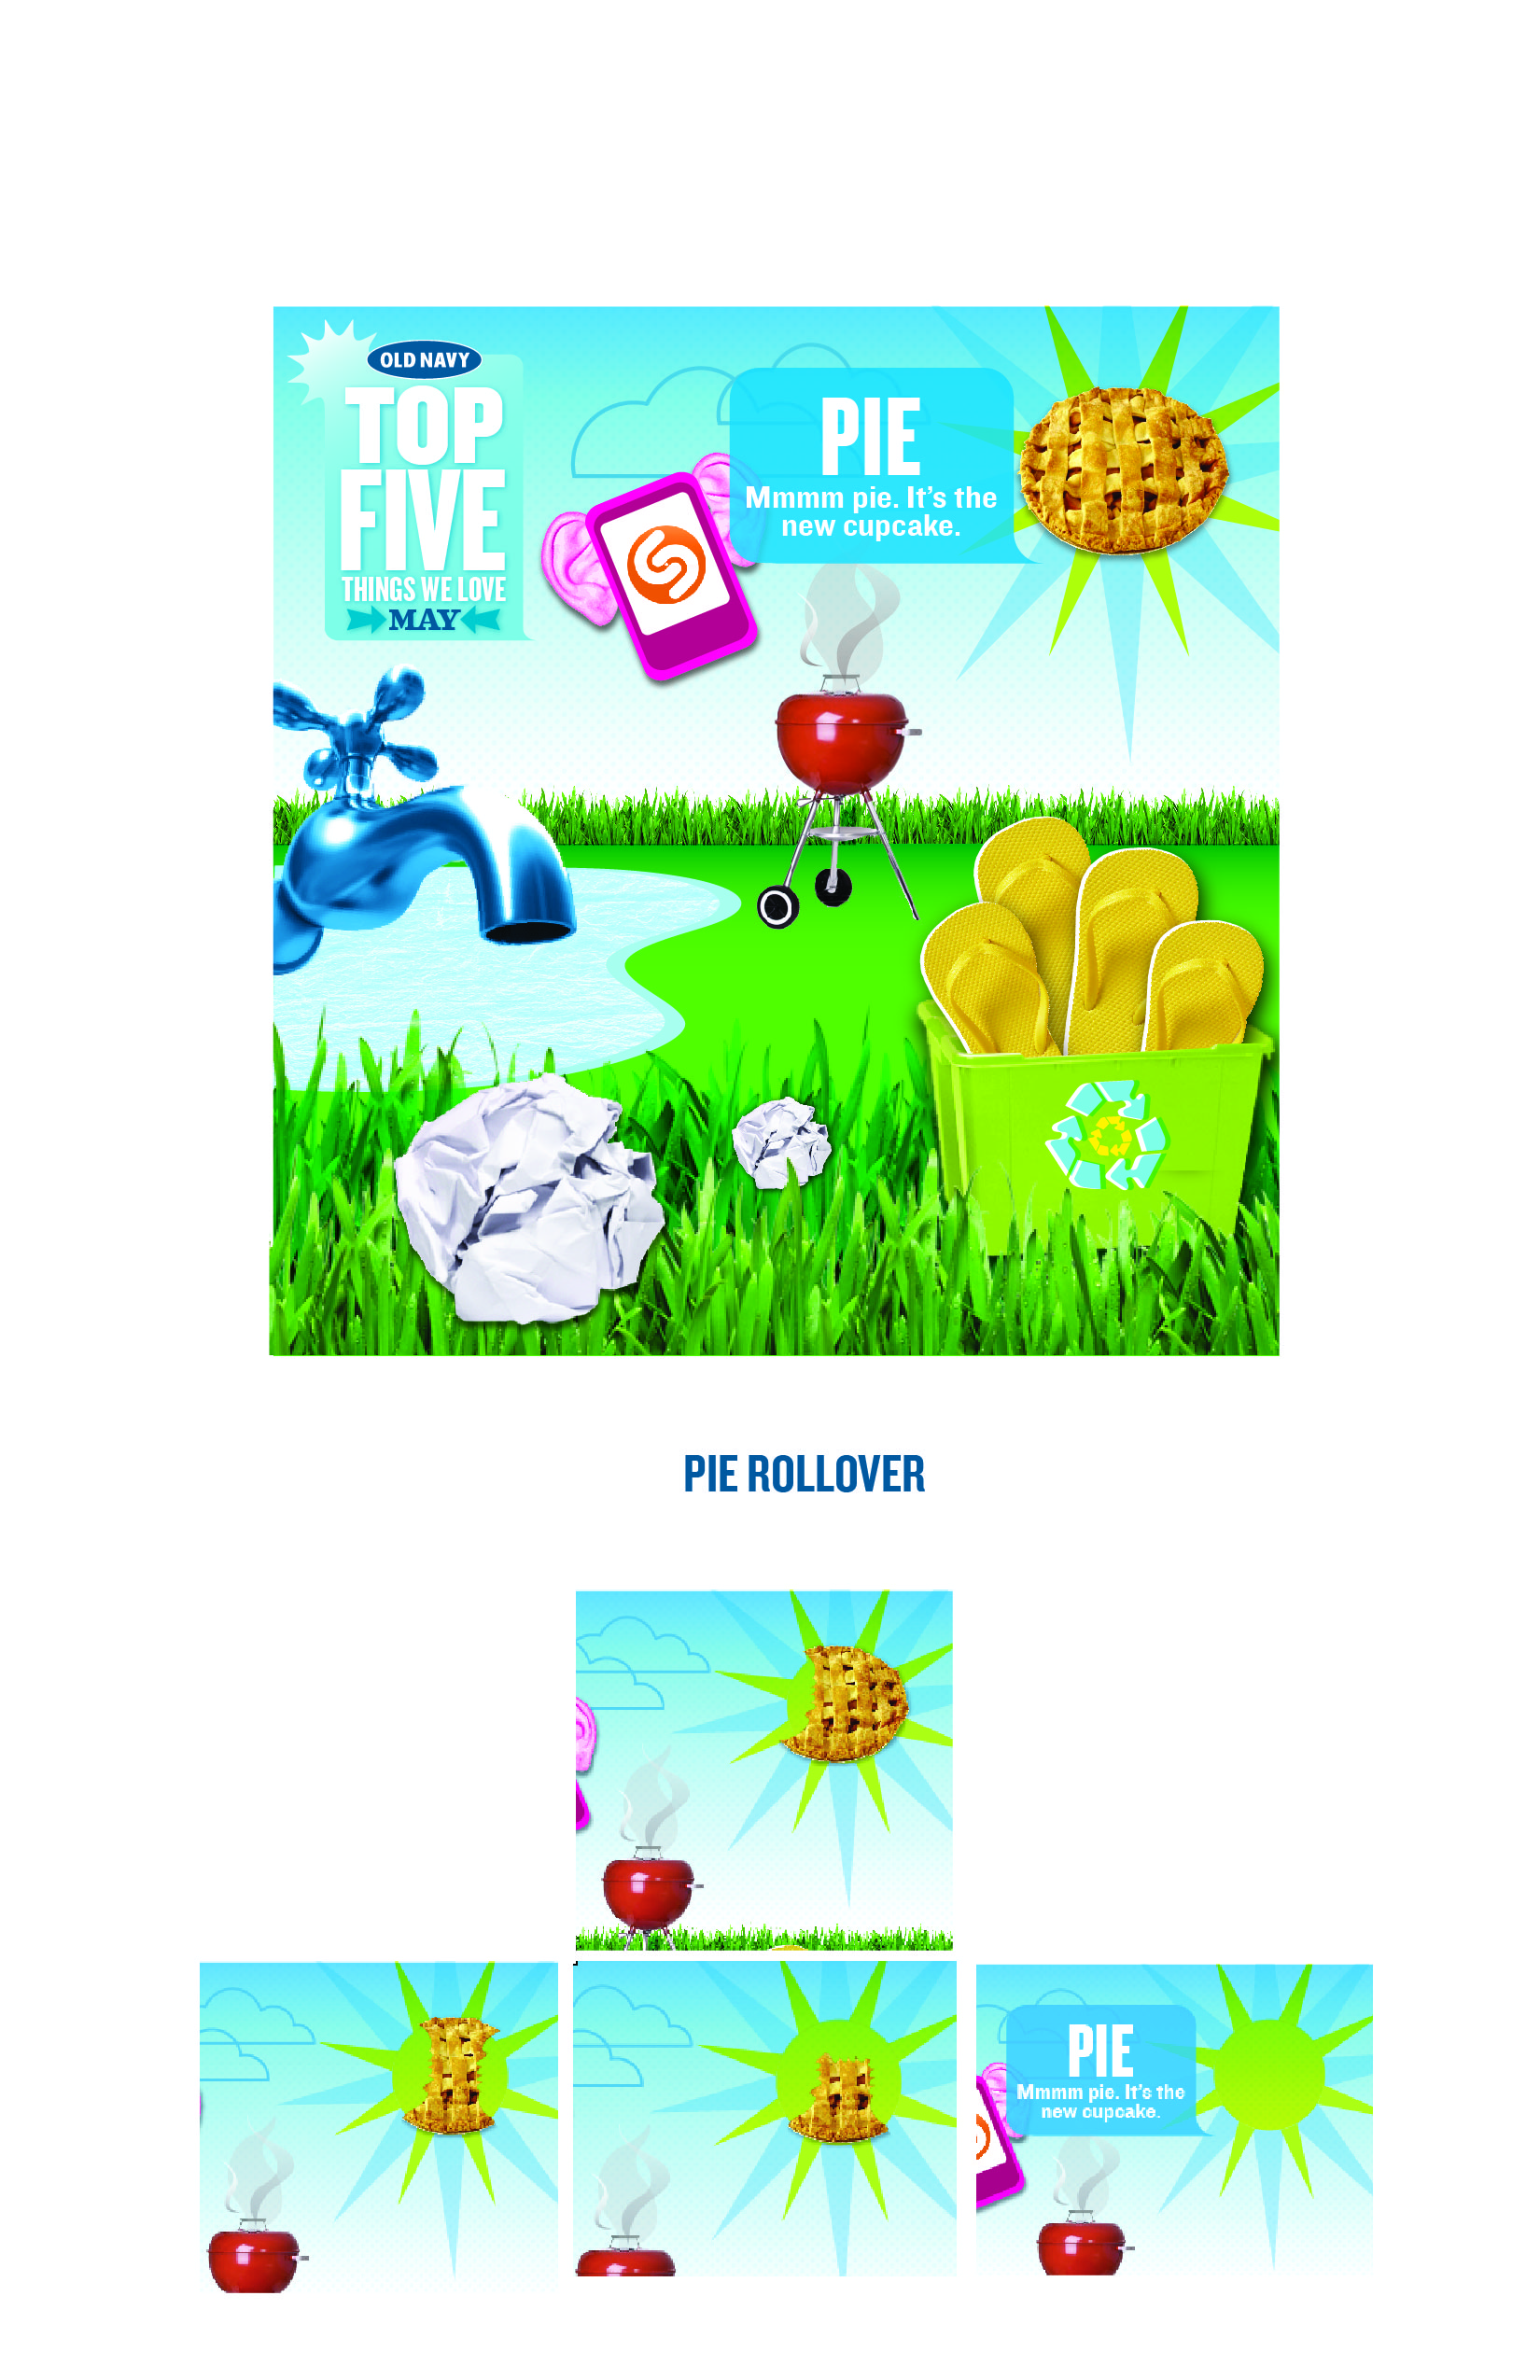 OLD NAVY
TOP
FIVE
THINGS WE LOVE
MAY
PIE
Mmmm pie. It's the
new cupcake.
PIE ROLLOVER
PIE
Mmmm pie. It's the
new cupcake.